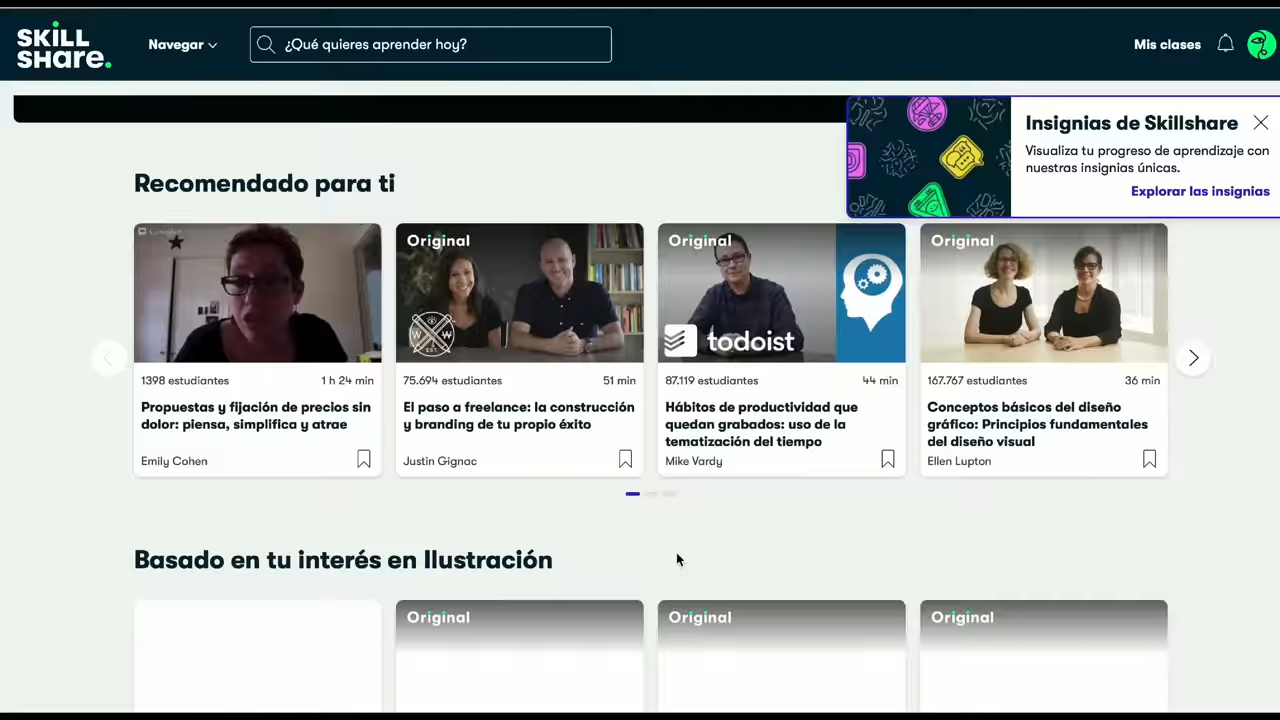 SKILL
SHare.
Navegar
¿Qué quieres aprender hoy?
Mis clases
Insignias de Skillshare
Visualiza tu progreso de aprendizaje con
nuestras insignias únicas.
Explorar las insignias
Recomendado para ti
1398 estudiantes 1 h 24 min
Propuestas y fijación de precios sin
dolor: piensa, simplifica y atrae
Emily Cohen
Original
W W
EST.
75.694 estudiantes 51 min
El paso a freelance: la construcción
y branding de tu propio éxito
Justin Gignac
Original
todoist
87.119 estudiantes 44 min
Hábitos de productividad que
quedan grabados: uso de la
tematización del tiempo
Mike Vardy
Original
167.767 estudiantes 36 min
Conceptos básicos del diseño
gráfico: Principios fundamentales
del diseño visual
Ellen Lupton
Basado en tu interés en Ilustración
Original
Original
Original